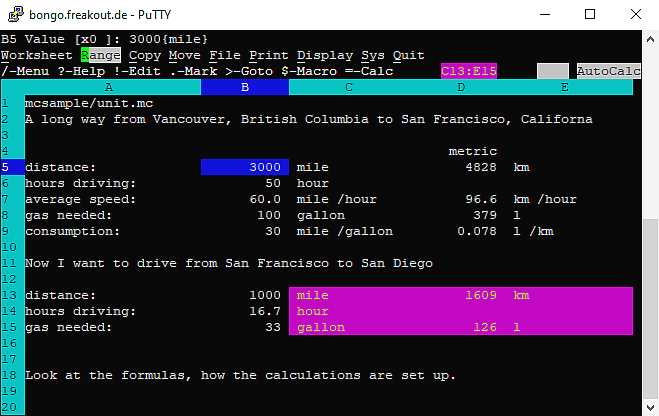 bongo.freakout.de - PuTTY
B5 Value [x0 ]: 3000{mile}
Worksheet Range Copy Move File Print Display Sys Quit
/-Menu ?-Help !-Edit .-Mark >-Goto $-Macro =-Calc C13:E15 AutoCalc
A B C D E
1 mcsample/unit.mc
2 A long way from Vancouver, British Columbia to San Francisco, Californa
3
4 metric
5 distance: 3000 mile 4828 km
6 hours driving: 50 hour
7 average speed: 60.0 mile /hour 96.6 km /hour
8 gas needed: 100 gallon 379 l
9 consumption: 30 mile /gallon 0.078 l /km
10
11 Now I want to drive from San Francisco to San Diego
12
13 distance: 1000 mile 1609 km
14 hours driving: 16.7 hour
15 gas needed: 33 gallon 126 l
16
17
18 Look at the formulas, how the calculations are set up.
19
20